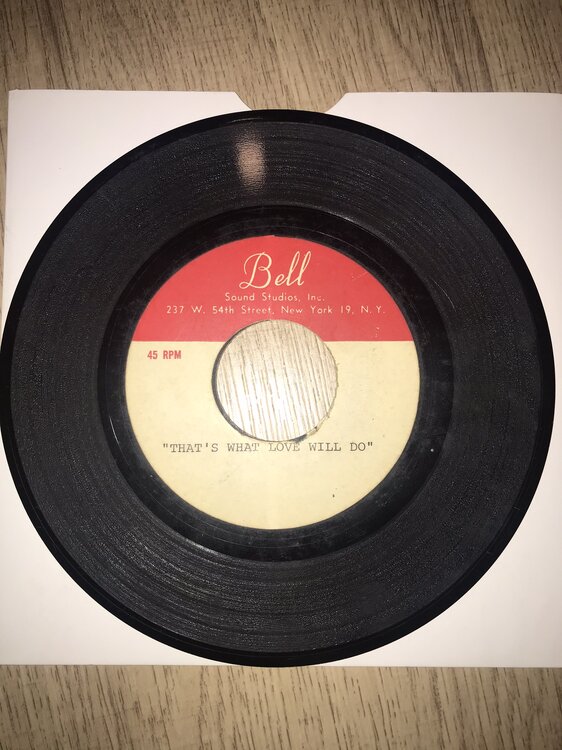 Bell
Sound Studios, Inc.
237 W. 54th Street, New York 19, N.Y.
45 RPM
"THAT'S WHAT LOVE WILL DO"